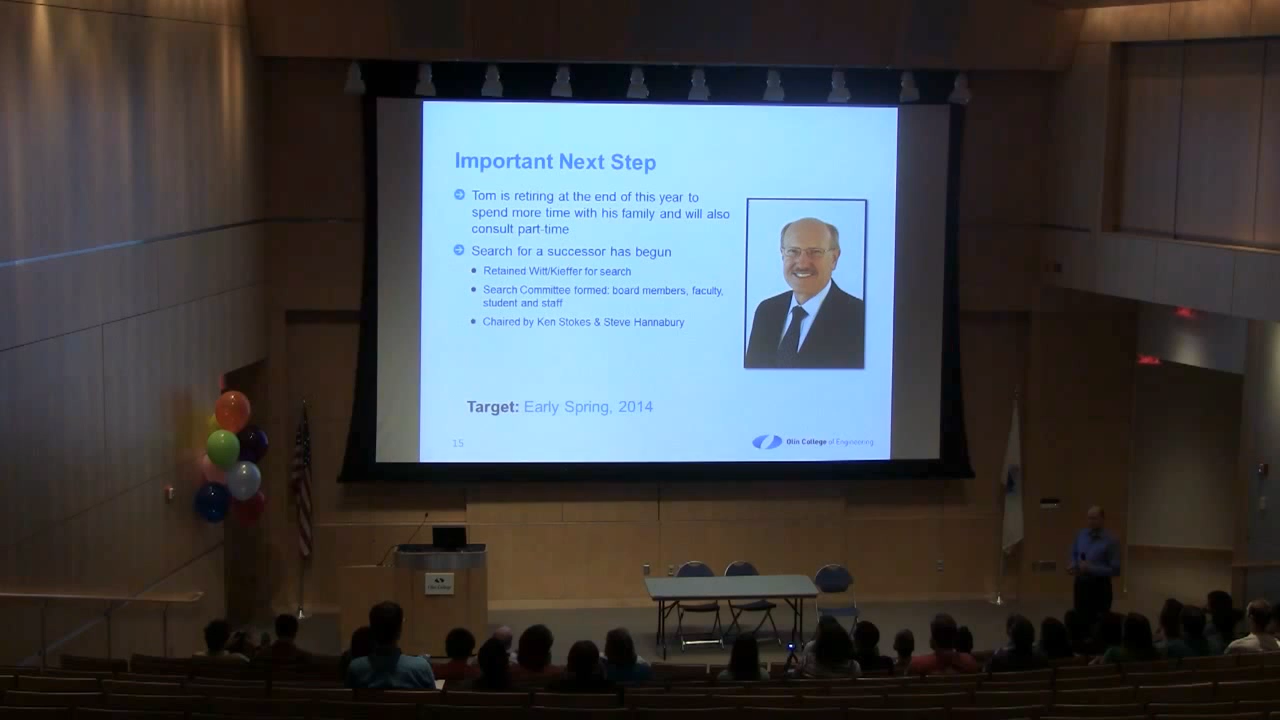 Important Next Step
Tom is retiring at the end of this year to
spend more time with his family and will also
consult part-time
Search for a successor has begun
Retained Witt/Kieffer for search
Search Committee formed: board members, faculty,
student and staff
Chaired by Ken Stokes & Steve Hannabury
Target: Early Spring, 2014
15
Olin College of Engineering
Olin College